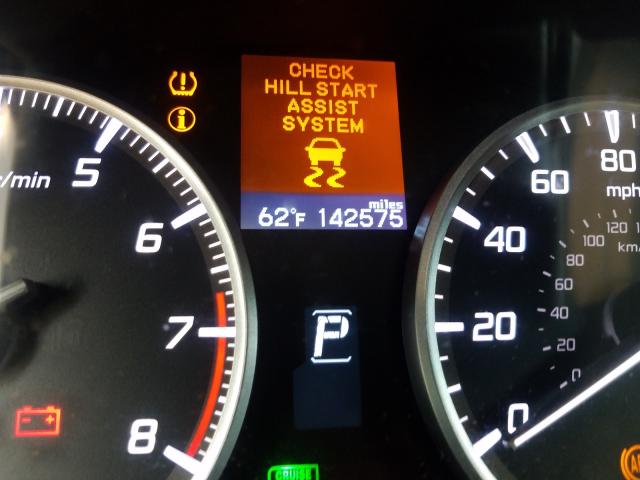 CHECK
HILL START
ASSIST
SYSTEM
miles
62°F 142575
r/min
5
6
7
8
P
CRUISE
mph
80
60
40
20
0
km/
120
100
80
60
40
20
0